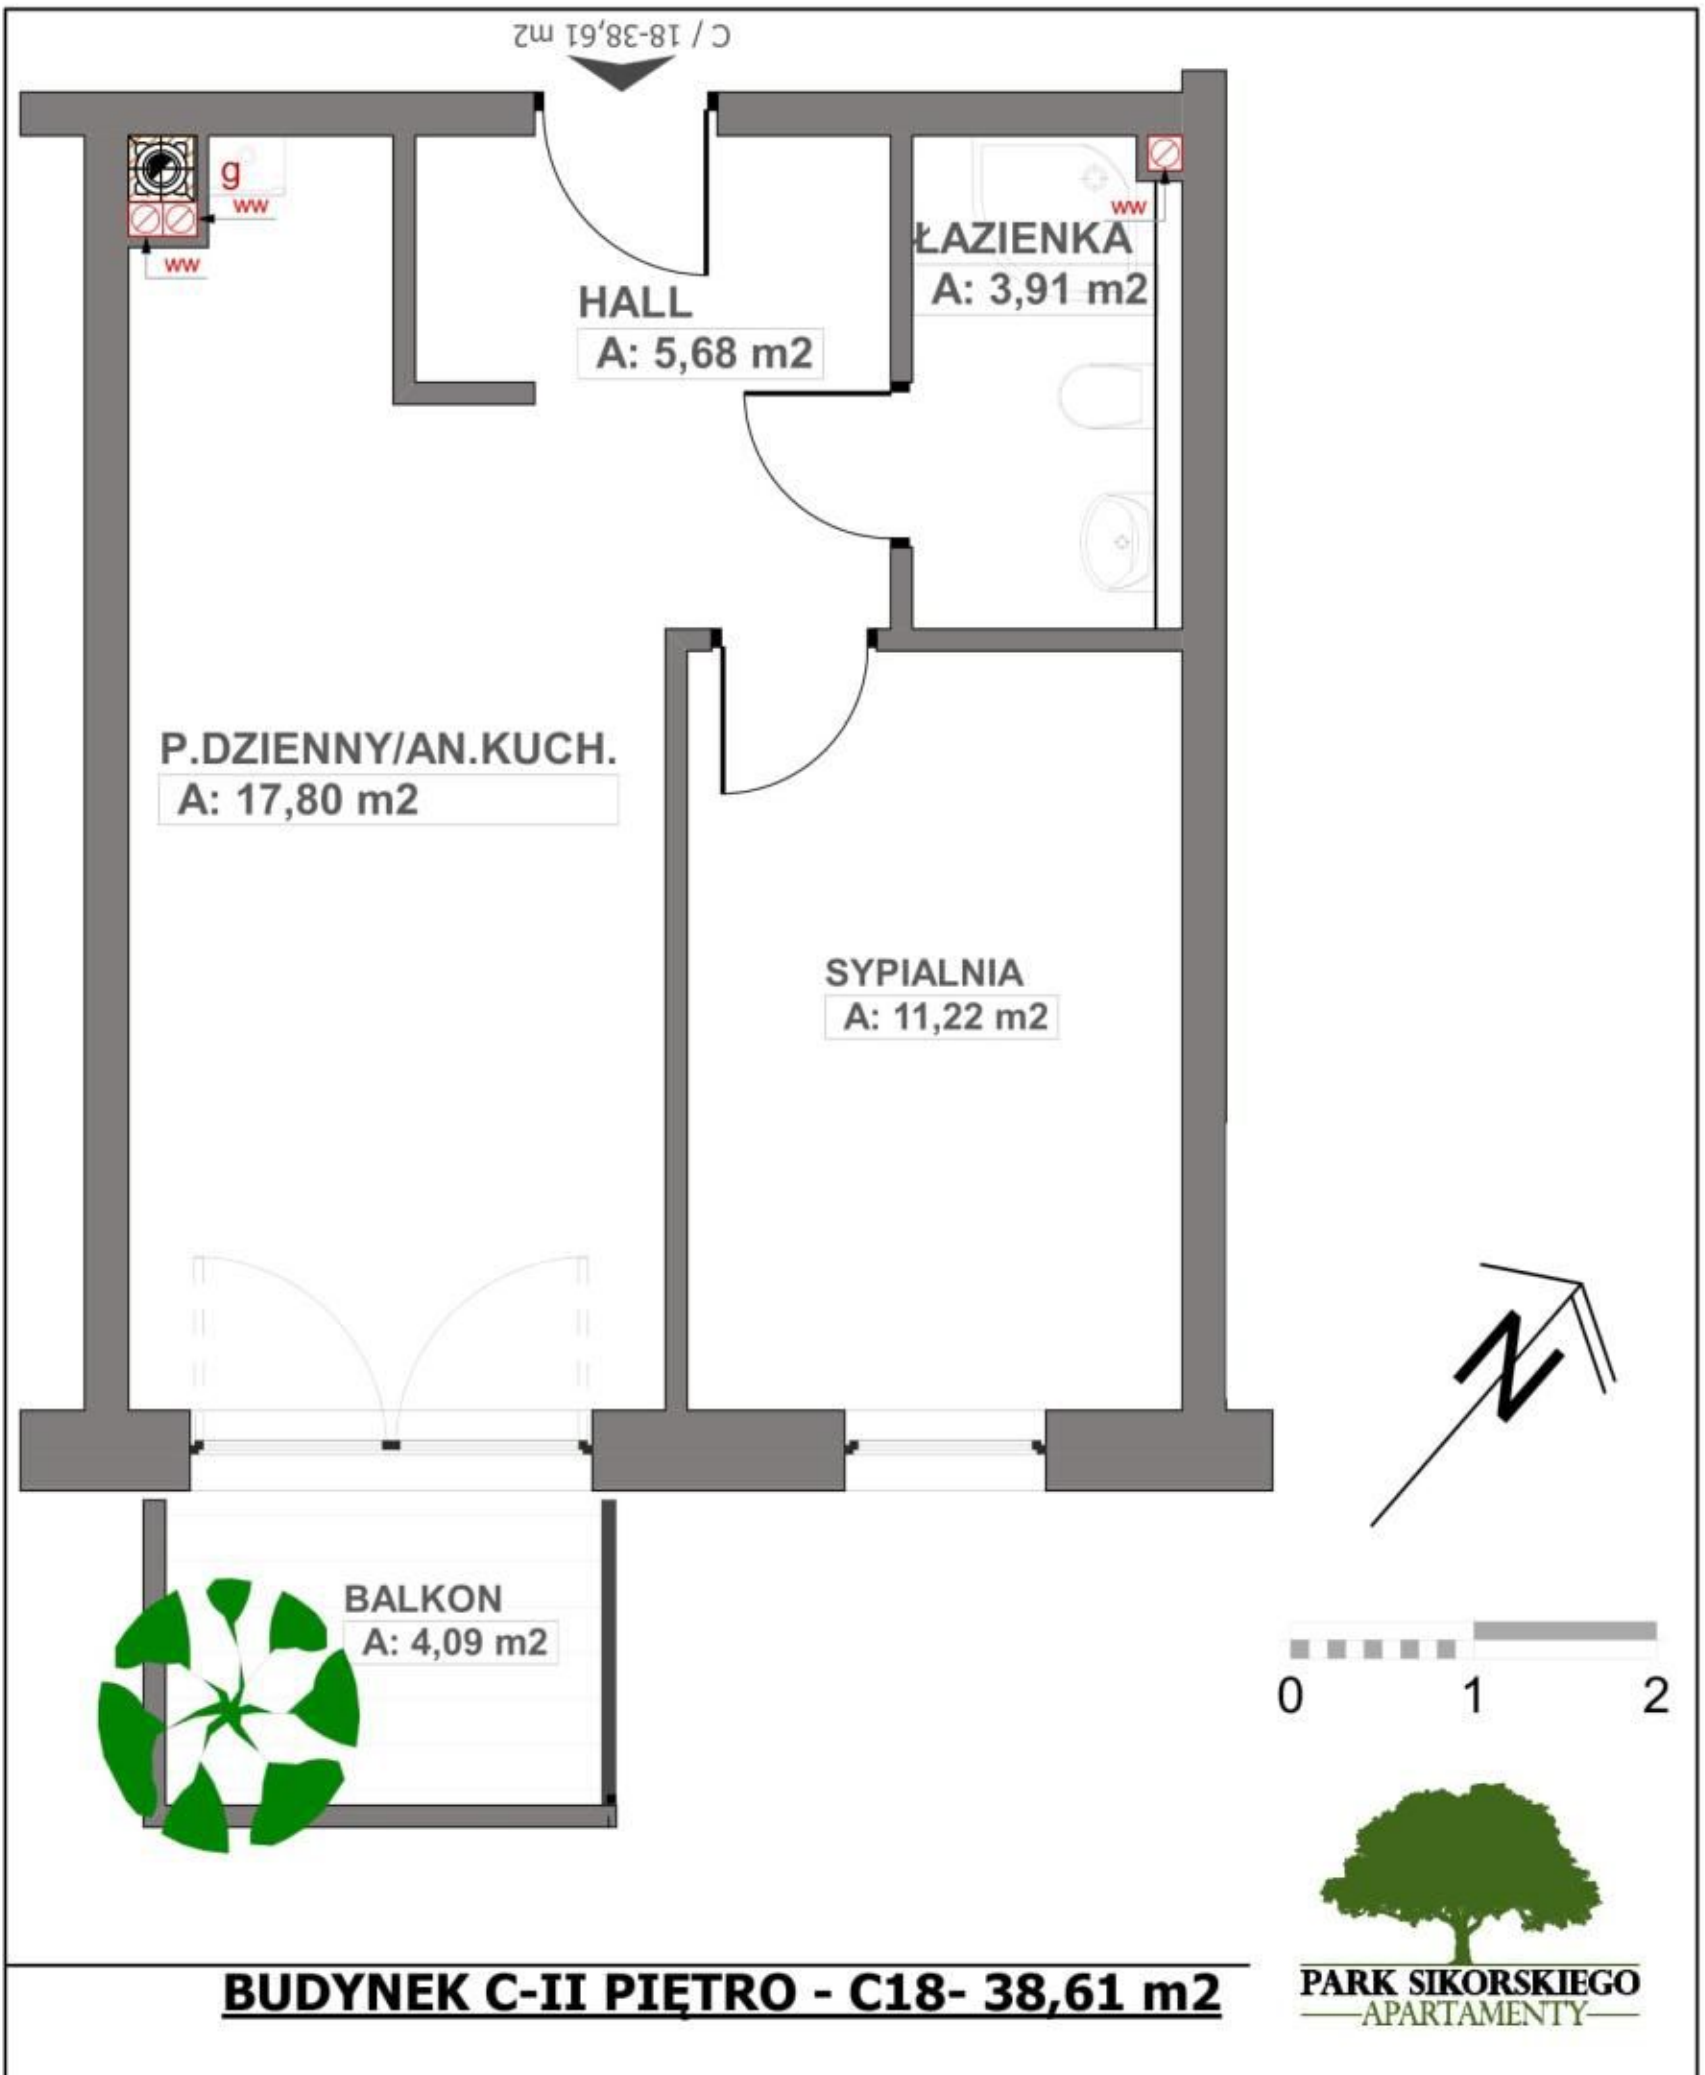 C / 18-38,61 m2
g
ww
ww
ww
ŁAZIENKA
A: 3,91 m2
HALL
A: 5,68 m2
P.DZIENNY/AN.KUCH.
A: 17,80 m2
SYPIALNIA
A: 11,22 m2
N
BALKON
A: 4,09 m2
0 1 2
BUDYNEK C-II PIĘTRO - C18- 38,61 m2
PARK SIKORSKIEGO
APARTAMENTY